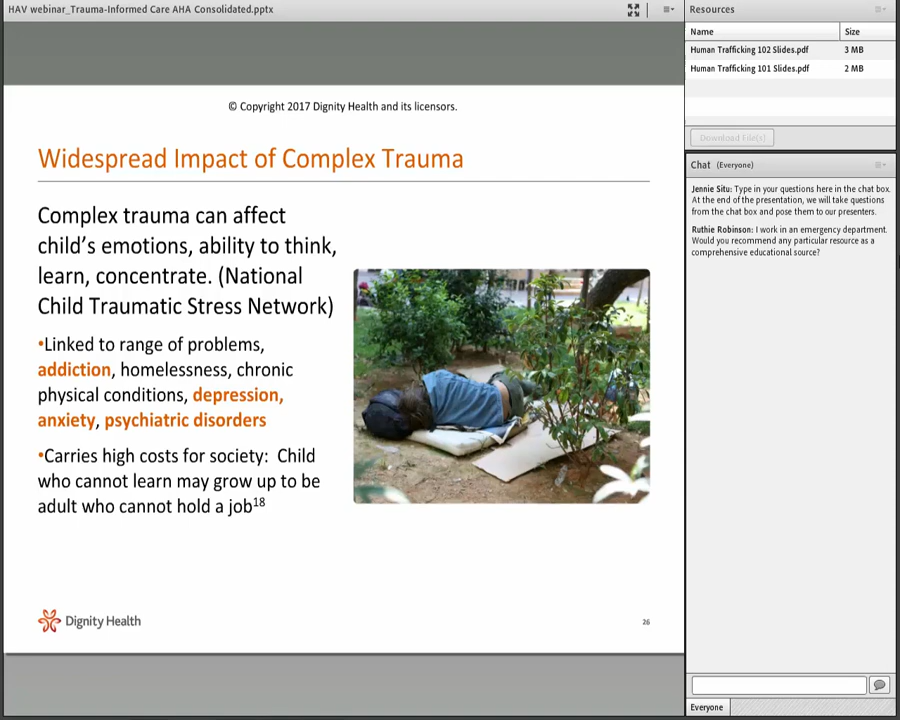 HAV webinar_Trauma-Informed Care AHA Consolidated.pptx
© Copyright 2017 Dignity Health and its licensors.
Widespread Impact of Complex Trauma
Complex trauma can affect
child’s emotions, ability to think,
learn, concentrate. (National
Child Traumatic Stress Network)
•Linked to range of problems,
addiction, homelessness, chronic
physical conditions, depression,
anxiety, psychiatric disorders
•Carries high costs for society: Child
who cannot learn may grow up to be
adult who cannot hold a job18
Dignity Health
26
Resources
Name Size
Human Trafficking 102 Slides.pdf 3 MB
Human Trafficking 101 Slides.pdf 2 MB
Download File(s)
Chat (Everyone)
Jennie Situ: Type in your questions here in the chat box.
At the end of the presentation, we will take questions
from the chat box and pose them to our presenters.
Ruthie Robinson: I work in an emergency department.
Would you recommend any particular resource as a
comprehensive educational source?
Everyone